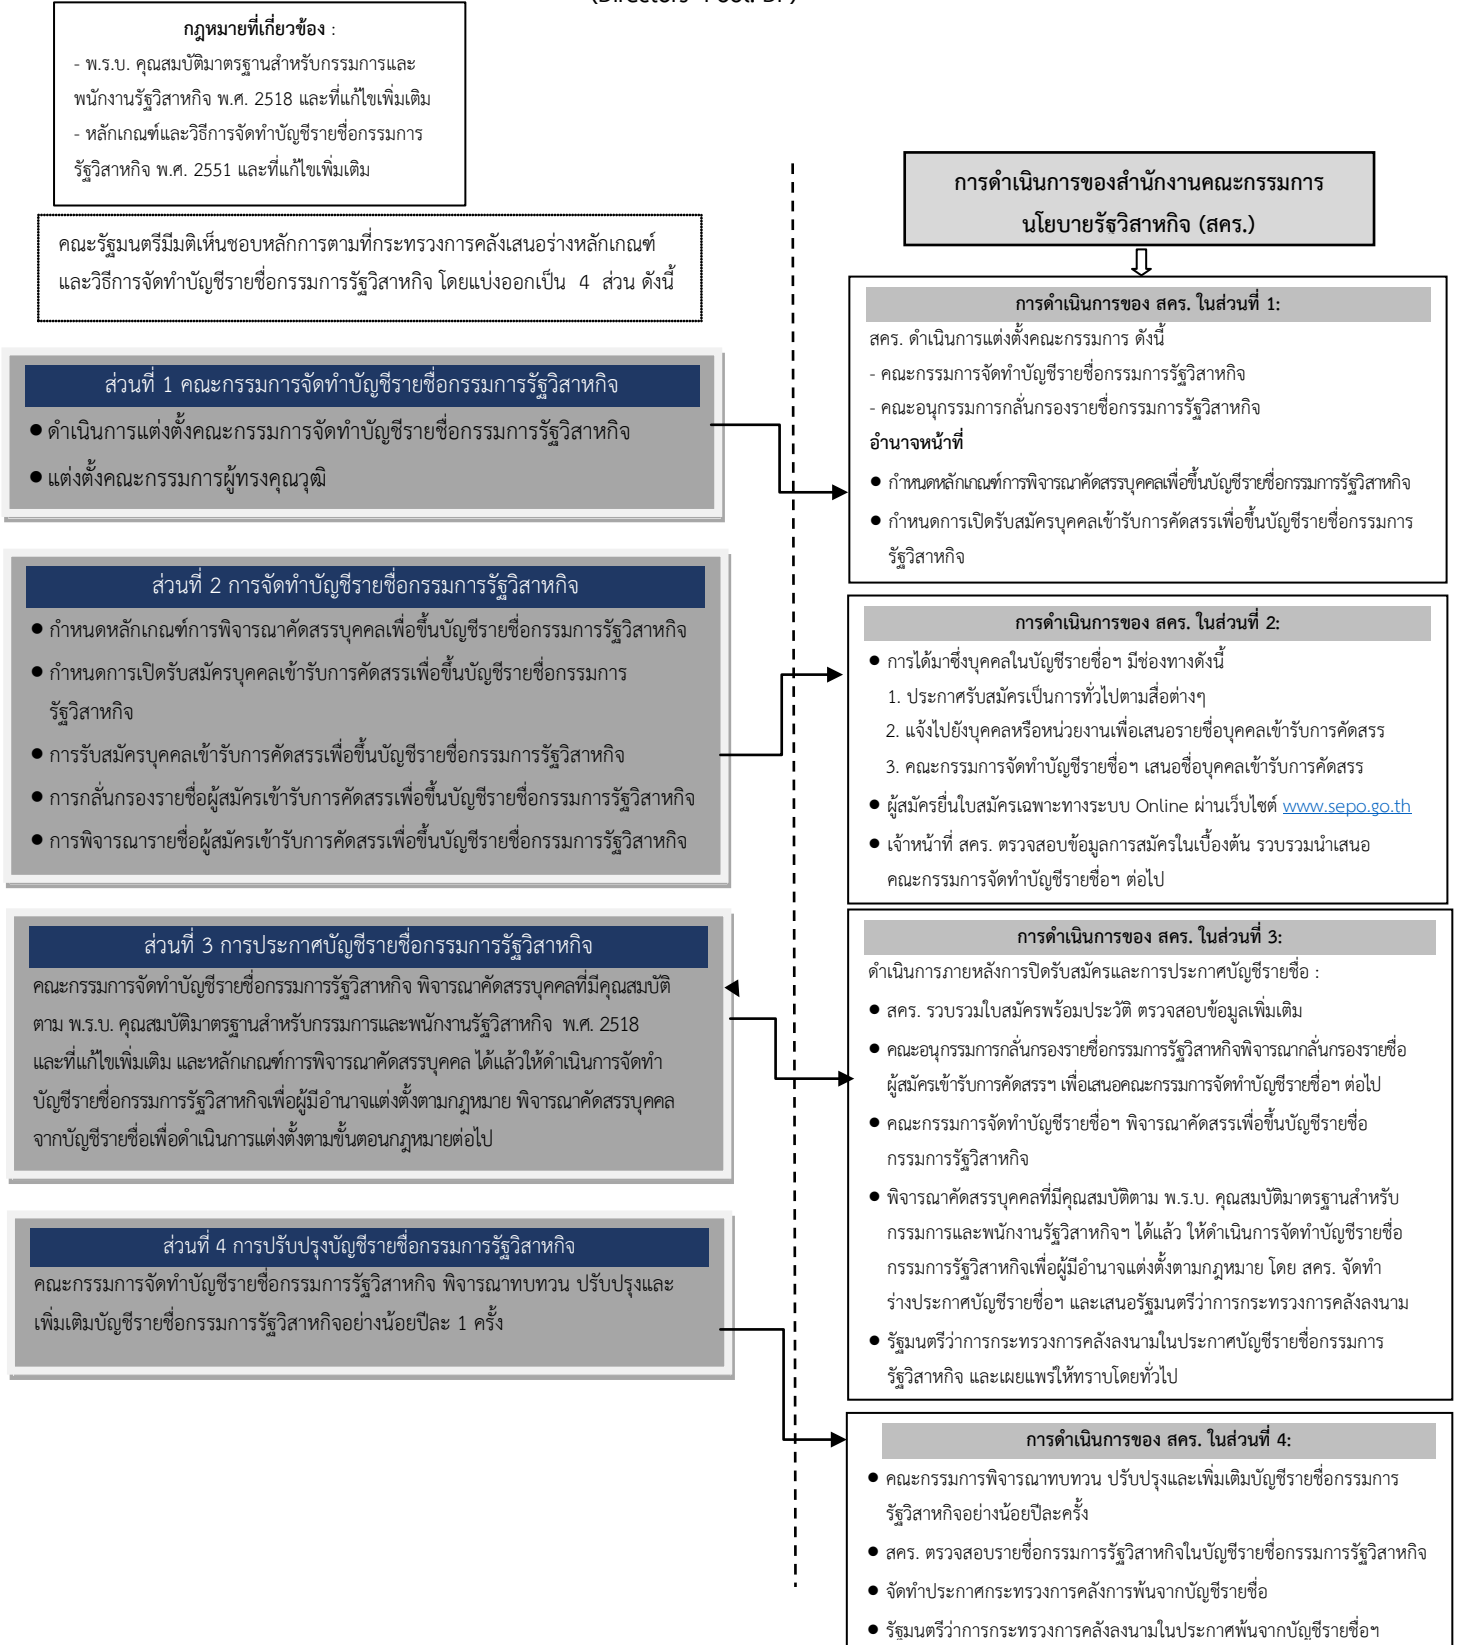 (Directors' Pool: DP)
กฎหมายที่เกี่ยวข้อง :
- พ.ร.บ. คุณสมบัติมาตรฐานสำหรับกรรมการและ
พนักงานรัฐวิสาหกิจ พ.ศ. 2518 และที่แก้ไขเพิ่มเติม
- หลักเกณฑ์และวิธีการจัดทำบัญชีรายชื่อกรรมการ
รัฐวิสาหกิจ พ.ศ. 2551 และที่แก้ไขเพิ่มเติม
คณะรัฐมนตรีมีมติเห็นชอบหลักการตามที่กระทรวงการคลังเสนอร่างหลักเกณฑ์
และวิธีการจัดทำบัญชีรายชื่อกรรมการรัฐวิสาหกิจ โดยแบ่งออกเป็น 4 ส่วน ดังนี้
ส่วนที่ 1 คณะกรรมการจัดทำบัญชีรายชื่อกรรมการรัฐวิสาหกิจ
● ดำเนินการแต่งตั้งคณะกรรมการจัดทำบัญชีรายชื่อกรรมการรัฐวิสาหกิจ
● แต่งตั้งคณะกรรมการผู้ทรงคุณวุฒิ
ส่วนที่ 2 การจัดทำบัญชีรายชื่อกรรมการรัฐวิสาหกิจ
● กำหนดหลักเกณฑ์การพิจารณาคัดสรรบุคคลเพื่อขึ้นบัญชีรายชื่อกรรมการรัฐวิสาหกิจ
● กำหนดการเปิดรับสมัครบุคคลเข้ารับการคัดสรรเพื่อขึ้นบัญชีรายชื่อกรรมการ
รัฐวิสาหกิจ
● การรับสมัครบุคคลเข้ารับการคัดสรรเพื่อขึ้นบัญชีรายชื่อกรรมการรัฐวิสาหกิจ
● การกลั่นกรองรายชื่อผู้สมัครเข้ารับการคัดสรรเพื่อขึ้นบัญชีรายชื่อกรรมการรัฐวิสาหกิจ
● การพิจารณารายชื่อผู้สมัครเข้ารับการคัดสรรเพื่อขึ้นบัญชีรายชื่อกรรมการรัฐวิสาหกิจ
ส่วนที่ 3 การประกาศบัญชีรายชื่อกรรมการรัฐวิสาหกิจ
คณะกรรมการจัดทำบัญชีรายชื่อกรรมการรัฐวิสาหกิจ พิจารณาคัดสรรบุคคลที่มีคุณสมบัติ
ตาม พ.ร.บ. คุณสมบัติมาตรฐานสำหรับกรรมการและพนักงานรัฐวิสาหกิจ พ.ศ. 2518
และที่แก้ไขเพิ่มเติม และหลักเกณฑ์การพิจารณาคัดสรรบุคคล ได้แล้วให้ดำเนินการจัดทำ
บัญชีรายชื่อกรรมการรัฐวิสาหกิจเพื่อผู้มีอำนาจแต่งตั้งตามกฎหมาย พิจารณาคัดสรรบุคคล
จากบัญชีรายชื่อเพื่อดำเนินการแต่งตั้งตามขั้นตอนกฎหมายต่อไป
ส่วนที่ 4 การปรับปรุงบัญชีรายชื่อกรรมการรัฐวิสาหกิจ
คณะกรรมการจัดทำบัญชีรายชื่อกรรมการรัฐวิสาหกิจ พิจารณาทบทวน ปรับปรุงและ
เพิ่มเติมบัญชีรายชื่อกรรมการรัฐวิสาหกิจอย่างน้อยปีละ 1 ครั้ง
การดำเนินการของสำนักงานคณะกรรมการ
นโยบายรัฐวิสาหกิจ (สคร.)
การดำเนินการของ สคร. ในส่วนที่ 1:
สคร. ดำเนินการแต่งตั้งคณะกรรมการ ดังนี้
- คณะกรรมการจัดทำบัญชีรายชื่อกรรมการรัฐวิสาหกิจ
- คณะอนุกรรมการกลั่นกรองรายชื่อกรรมการรัฐวิสาหกิจ
อำนาจหน้าที่
● กำหนดหลักเกณฑ์การพิจารณาคัดสรรบุคคลเพื่อขึ้นบัญชีรายชื่อกรรมการรัฐวิสาหกิจ
● กำหนดการเปิดรับสมัครบุคคลเข้ารับการคัดสรรเพื่อขึ้นบัญชีรายชื่อกรรมการ
รัฐวิสาหกิจ
การดำเนินการของ สคร. ในส่วนที่ 2:
● การได้มาซึ่งบุคคลในบัญชีรายชื่อฯ มีช่องทางดังนี้
1. ประกาศรับสมัครเป็นการทั่วไปตามสื่อต่างๆ
2. แจ้งไปยังบุคคลหรือหน่วยงานเพื่อเสนอรายชื่อบุคคลเข้ารับการคัดสรร
3. คณะกรรมการจัดทำบัญชีรายชื่อฯ เสนอชื่อบุคคลเข้ารับการคัดสรร
● ผู้สมัครยื่นใบสมัครเฉพาะทางระบบ Online ผ่านเว็บไซต์ www.sepo.go.th
● เจ้าหน้าที่ สคร. ตรวจสอบข้อมูลการสมัครในเบื้องต้น รวบรวมนำเสนอ
คณะกรรมการจัดทำบัญชีรายชื่อฯ ต่อไป
การดำเนินการของ สคร. ในส่วนที่ 3:
ดำเนินการภายหลังการปิดรับสมัครและการประกาศบัญชีรายชื่อ :
● สคร. รวบรวมใบสมัครพร้อมประวัติ ตรวจสอบข้อมูลเพิ่มเติม
● คณะอนุกรรมการกลั่นกรองรายชื่อกรรมการรัฐวิสาหกิจพิจารณากลั่นกรองรายชื่อ
ผู้สมัครเข้ารับการคัดสรรฯ เพื่อเสนอคณะกรรมการจัดทำบัญชีรายชื่อฯ ต่อไป
● คณะกรรมการจัดทำบัญชีรายชื่อฯ พิจารณาคัดสรรเพื่อขึ้นบัญชีรายชื่อ
กรรมการรัฐวิสาหกิจ
● พิจารณาคัดสรรบุคคลที่มีคุณสมบัติตาม พ.ร.บ. คุณสมบัติมาตรฐานสำหรับ
กรรมการและพนักงานรัฐวิสาหกิจฯ ได้แล้ว ให้ดำเนินการจัดทำบัญชีรายชื่อ
กรรมการรัฐวิสาหกิจเพื่อผู้มีอำนาจแต่งตั้งตามกฎหมาย โดย สคร. จัดทำ
ร่างประกาศบัญชีรายชื่อฯ และเสนอรัฐมนตรีว่าการกระทรวงการคลังลงนาม
● รัฐมนตรีว่าการกระทรวงการคลังลงนามในประกาศบัญชีรายชื่อกรรมการ
รัฐวิสาหกิจ และเผยแพร่ให้ทราบโดยทั่วไป
การดำเนินการของ สคร. ในส่วนที่ 4:
● คณะกรรมการพิจารณาทบทวน ปรับปรุงและเพิ่มเติมบัญชีรายชื่อกรรมการ
รัฐวิสาหกิจอย่างน้อยปีละครั้ง
● สคร. ตรวจสอบรายชื่อกรรมการรัฐวิสาหกิจในบัญชีรายชื่อกรรมการรัฐวิสาหกิจ
● จัดทำประกาศกระทรวงการคลังการพ้นจากบัญชีรายชื่อ
● รัฐมนตรีว่าการกระทรวงการคลังลงนามในประกาศพ้นจากบัญชีรายชื่อฯ